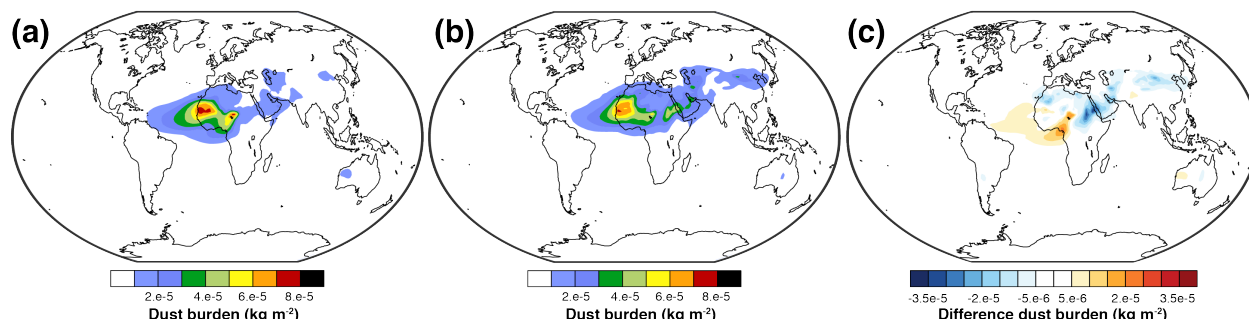 (a)
(b)
(c)
2.e-5 4.e-5 6.e-5 8.e-5
Dust burden (kg m-2)
2.e-5 4.e-5 6.e-5 8.e-5
Dust burden (kg m-2)
-3.5e-5 -2.e-5 -5.e-6 5.e-6 2.e-5 3.5e-5
Difference dust burden (kg m-2)